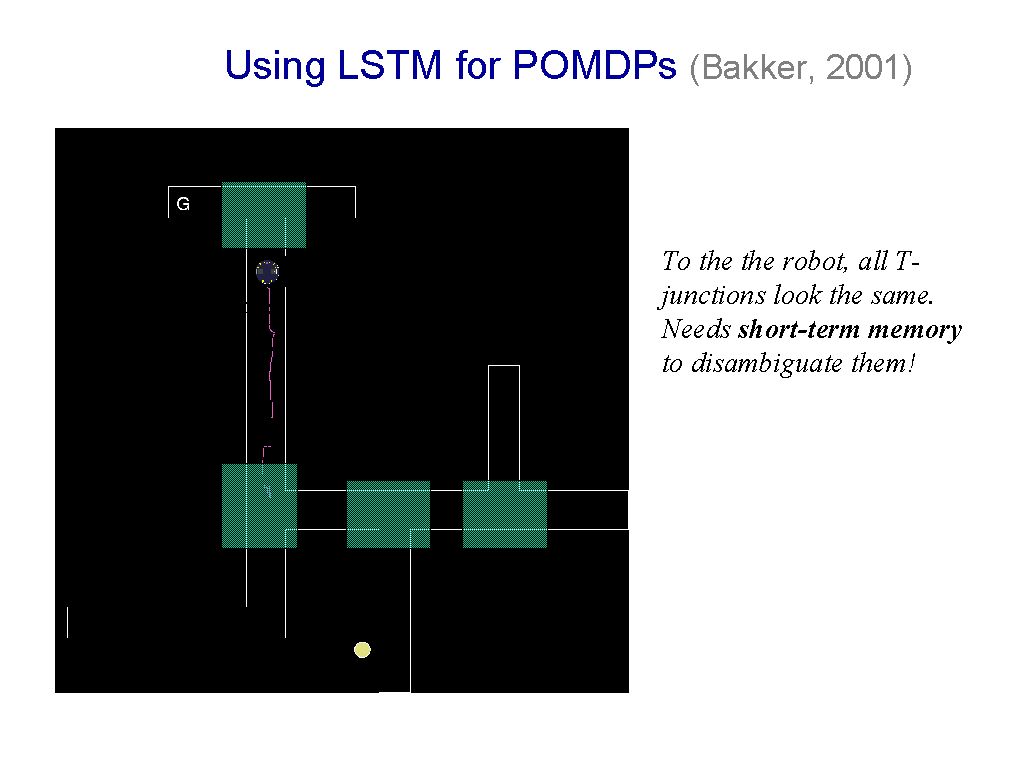 Using LSTM for POMDPs (Bakker, 2001)
G
To the the robot, all T-
junctions look the same.
Needs short-term memory
to disambiguate them!